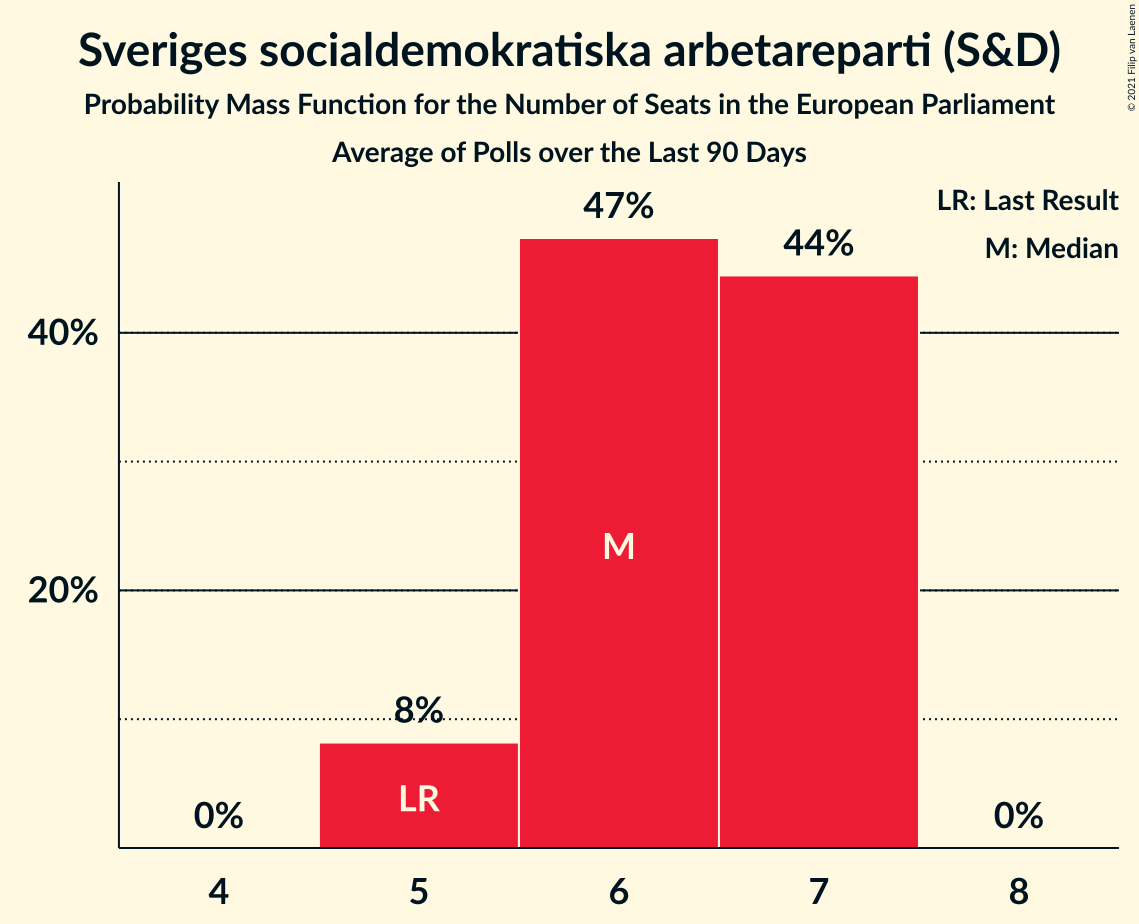 Sveriges socialdemokratiska arbetareparti (S&D)
Probability Mass Function for the Number of Seats in the European Parliament
Average of Polls over the Last 90 Days
© 2021 Filip van Laenen
LR: Last Result
M: Median
47%
44%
40%
M
20%
8%
LR
0%
0%
4 5 6 7 8